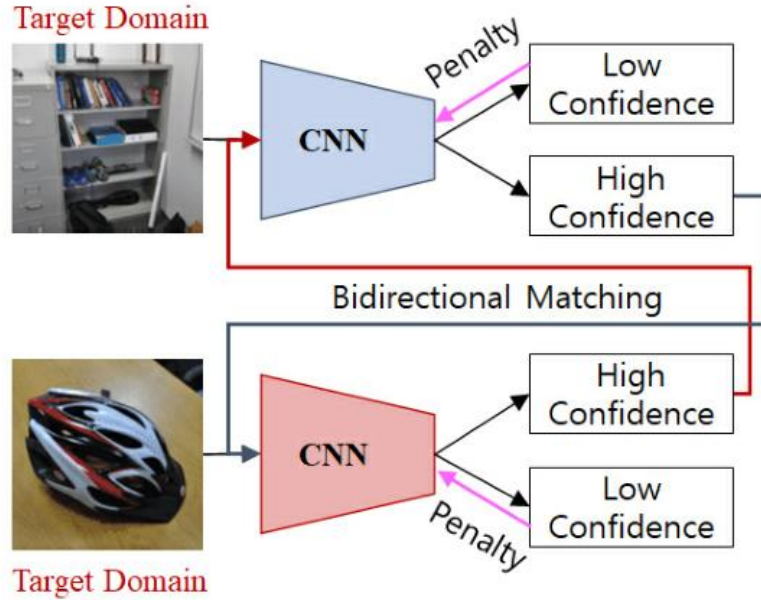 Target Domain
Penalty
Low
Confidence
CNN
High
Confidence
Bidirectional Matching
High
Confidence
CNN
Low
Confidence
Penalty
Target Domain